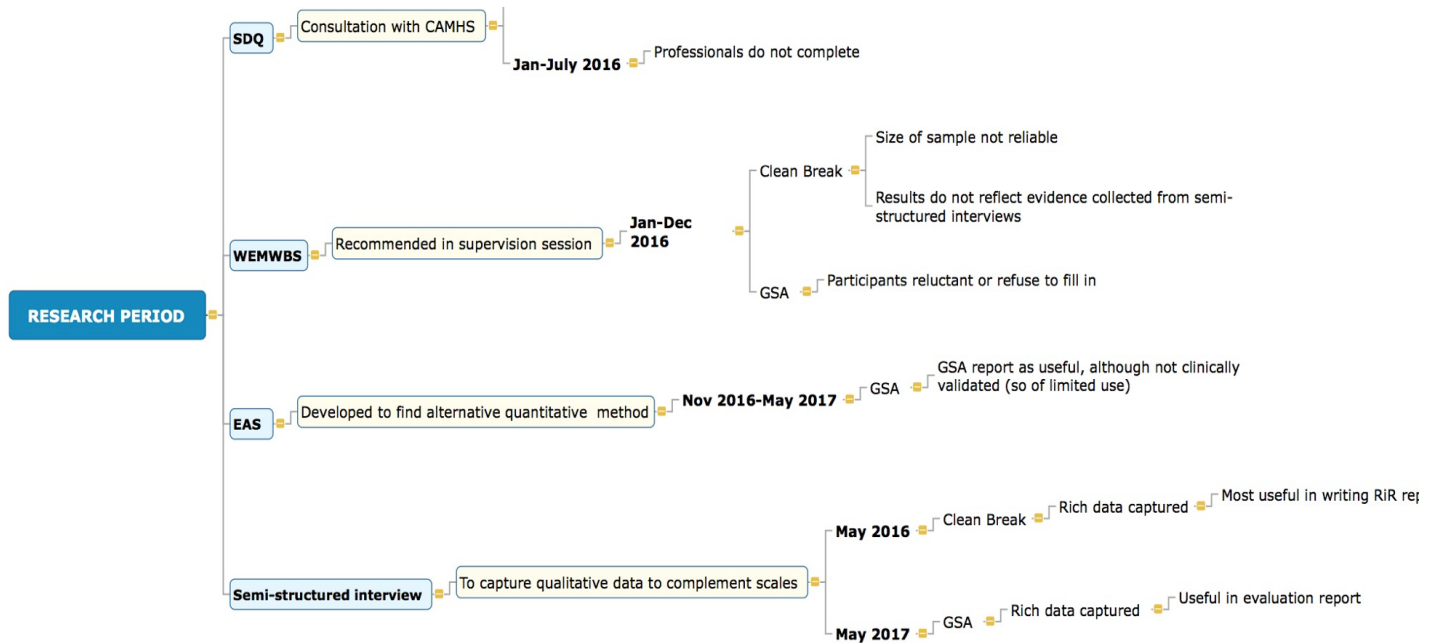 RESEARCH PERIOD
SDQ
Consultation with CAMHS
Jan-July 2016
Professionals do not complete
WEMWBS
Recommended in supervision session
Jan-Dec
2016
Clean Break
Size of sample not reliable
Results do not reflect evidence collected from semi-
structured interviews
GSA
Participants reluctant or refuse to fill in
EAS
Developed to find alternative quantitative method
Nov 2016-May 2017
GSA
GSA report as useful, although not clinically
validated (so of limited use)
Semi-structured interview
To capture qualitative data to complement scales
May 2016
Clean Break
Rich data captured
Most useful in writing RiR
May 2017
GSA
Rich data captured
Useful in evaluation report